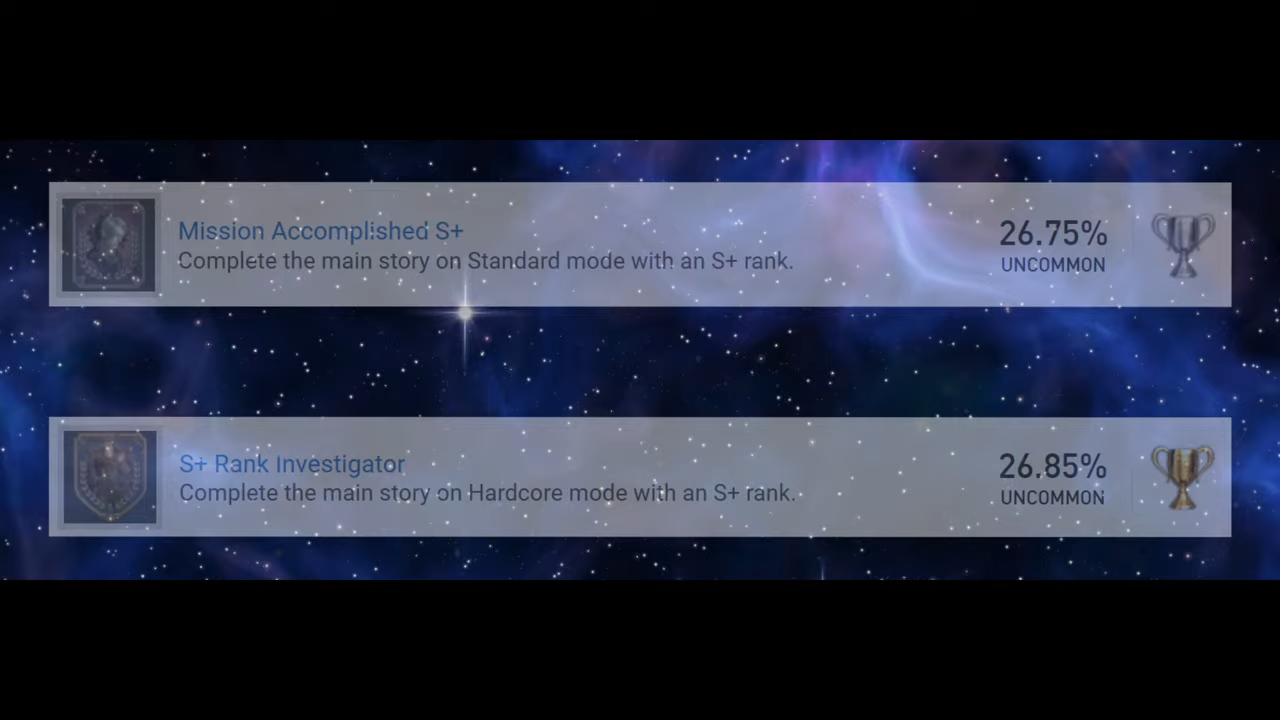 Mission Accomplished S+
Complete the main story on Standard mode with an S+ rank.
26.75%
UNCOMMON
S+ Rank Investigator
Complete the main story on Hardcore mode with an S+ rank.
26.85%
UNCOMMON